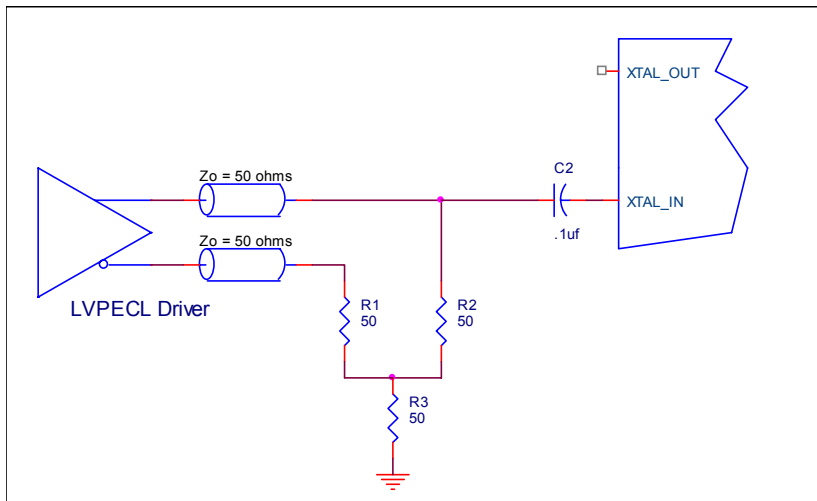 XTAL_OUT
Zo = 50 ohms
C2
XTAL_IN
.1uf
Zo = 50 ohms
LVPECL Driver
R1
50
R2
50
R3
50